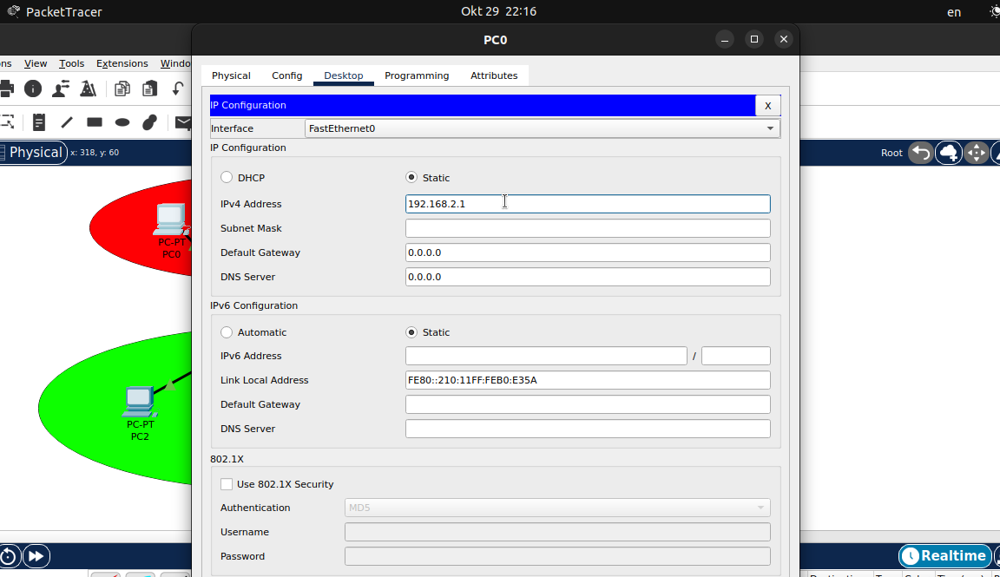 PacketTracer Okt 29 22:16 en
PC0
ns View Tools Extensions Windo
Physical Config Desktop Programming Attributes
IP Configuration X
Interface FastEthernet0
IP Configuration
Physical x: 318, y: 60 Root
DHCP Static
IPv4 Address 192.168.2.1
Subnet Mask
Default Gateway 0.0.0.0
DNS Server 0.0.0.0
PC-PT
PC0
IPv6 Configuration
Automatic Static
IPv6 Address /
Link Local Address FE80::210:11FF:FEB0:E35A
Default Gateway
DNS Server
PC-PT
PC2
802.1X
Use 802.1X Security
Authentication MD5
Username
Password
Realtime